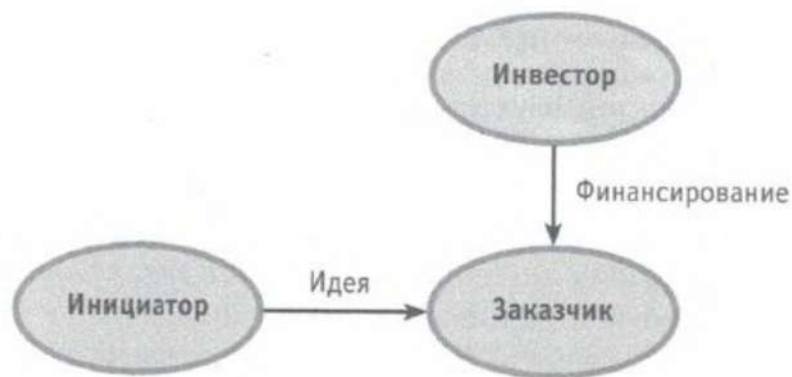 Инвестор
Финансирование
Идея
Инициатор
Заказчик